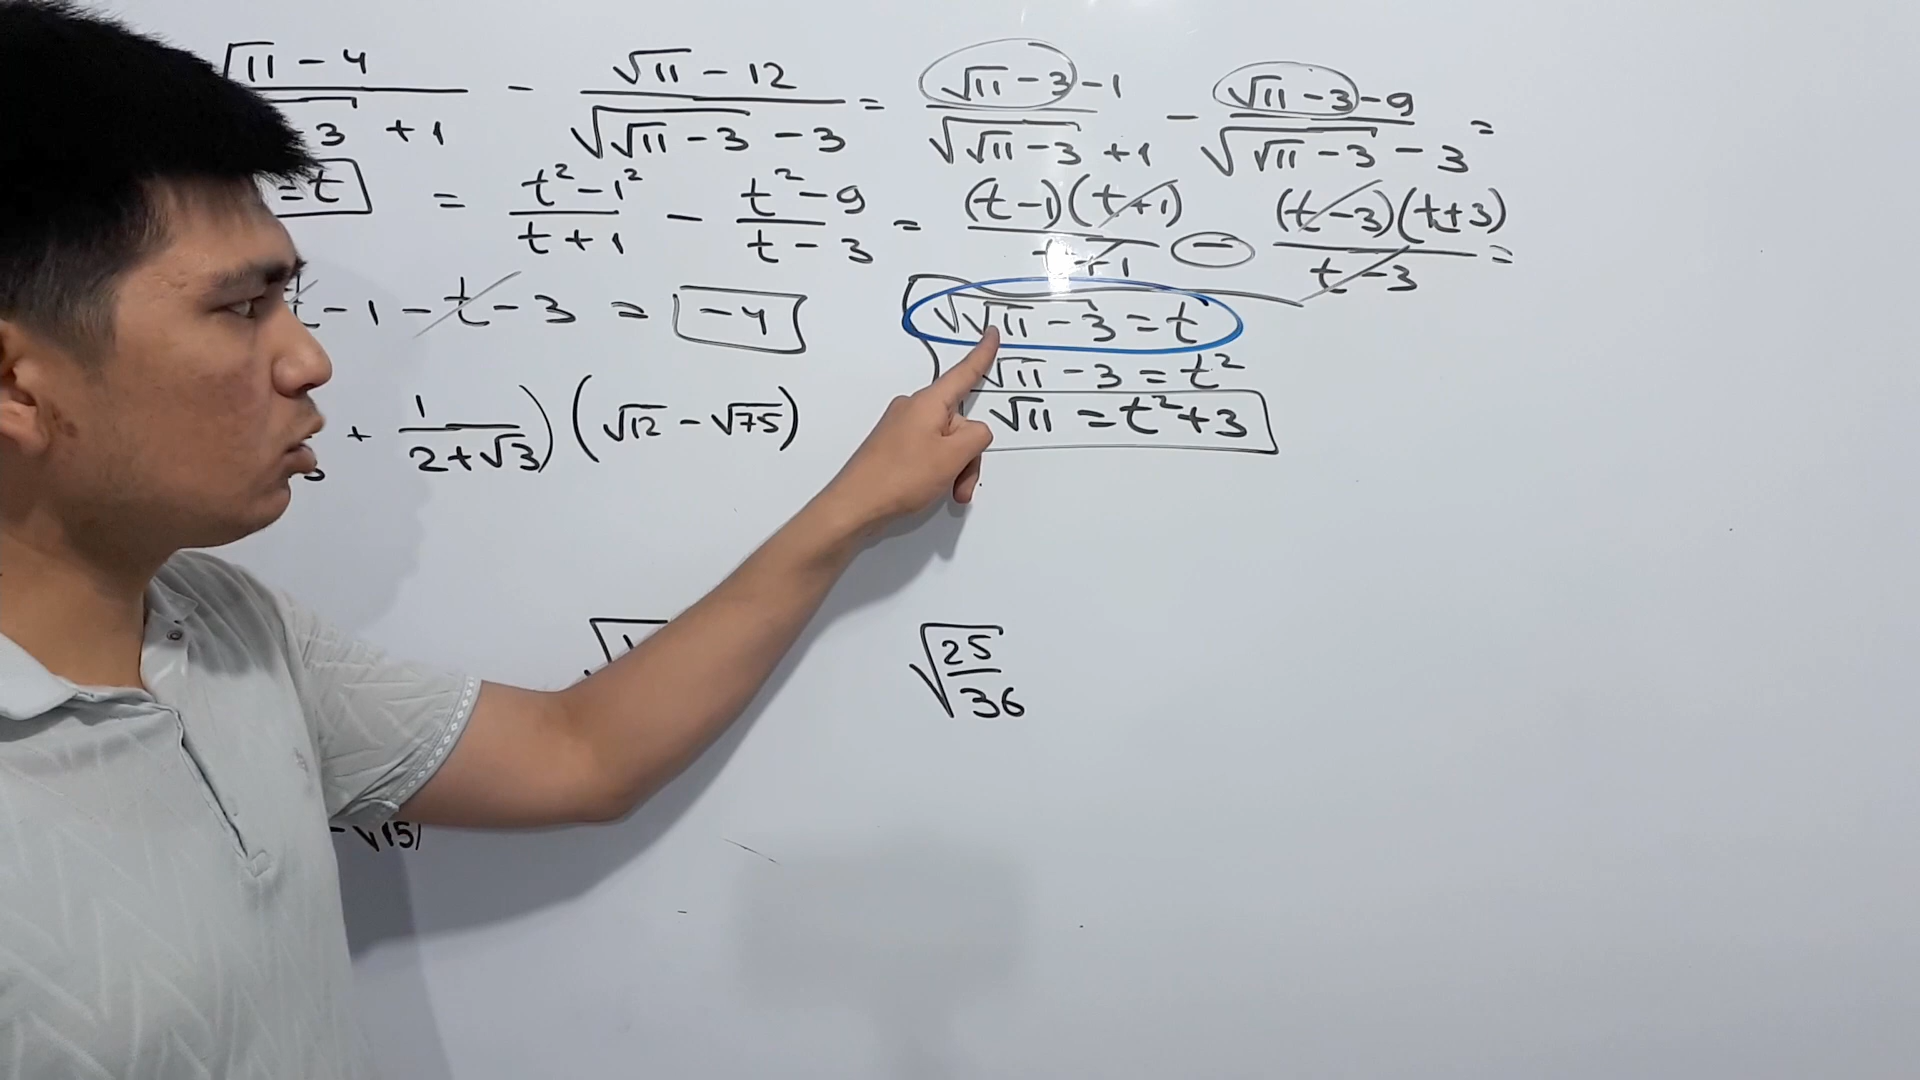 √11 - 4 / 3 + 1 - √11 - 12 / √(√11 - 3) - 3 = √11 - 3 - 1 / √(√11 - 3) + 1 - √11 - 3 - 9 / √(√11 - 3) - 3 =
= t = t² - 1² / t + 1 - t² - 9 / t - 3 = (t - 1)(t + 1) / t + 1 - (t - 3)(t + 3) / t - 3 =
t - 1 - t - 3 = -4
√(√11 - 3) = t
√11 - 3 = t²
√11 = t² + 3
+ 1 / 2 + √3) (√12 - √75)
√(25 / 36)
- √15)